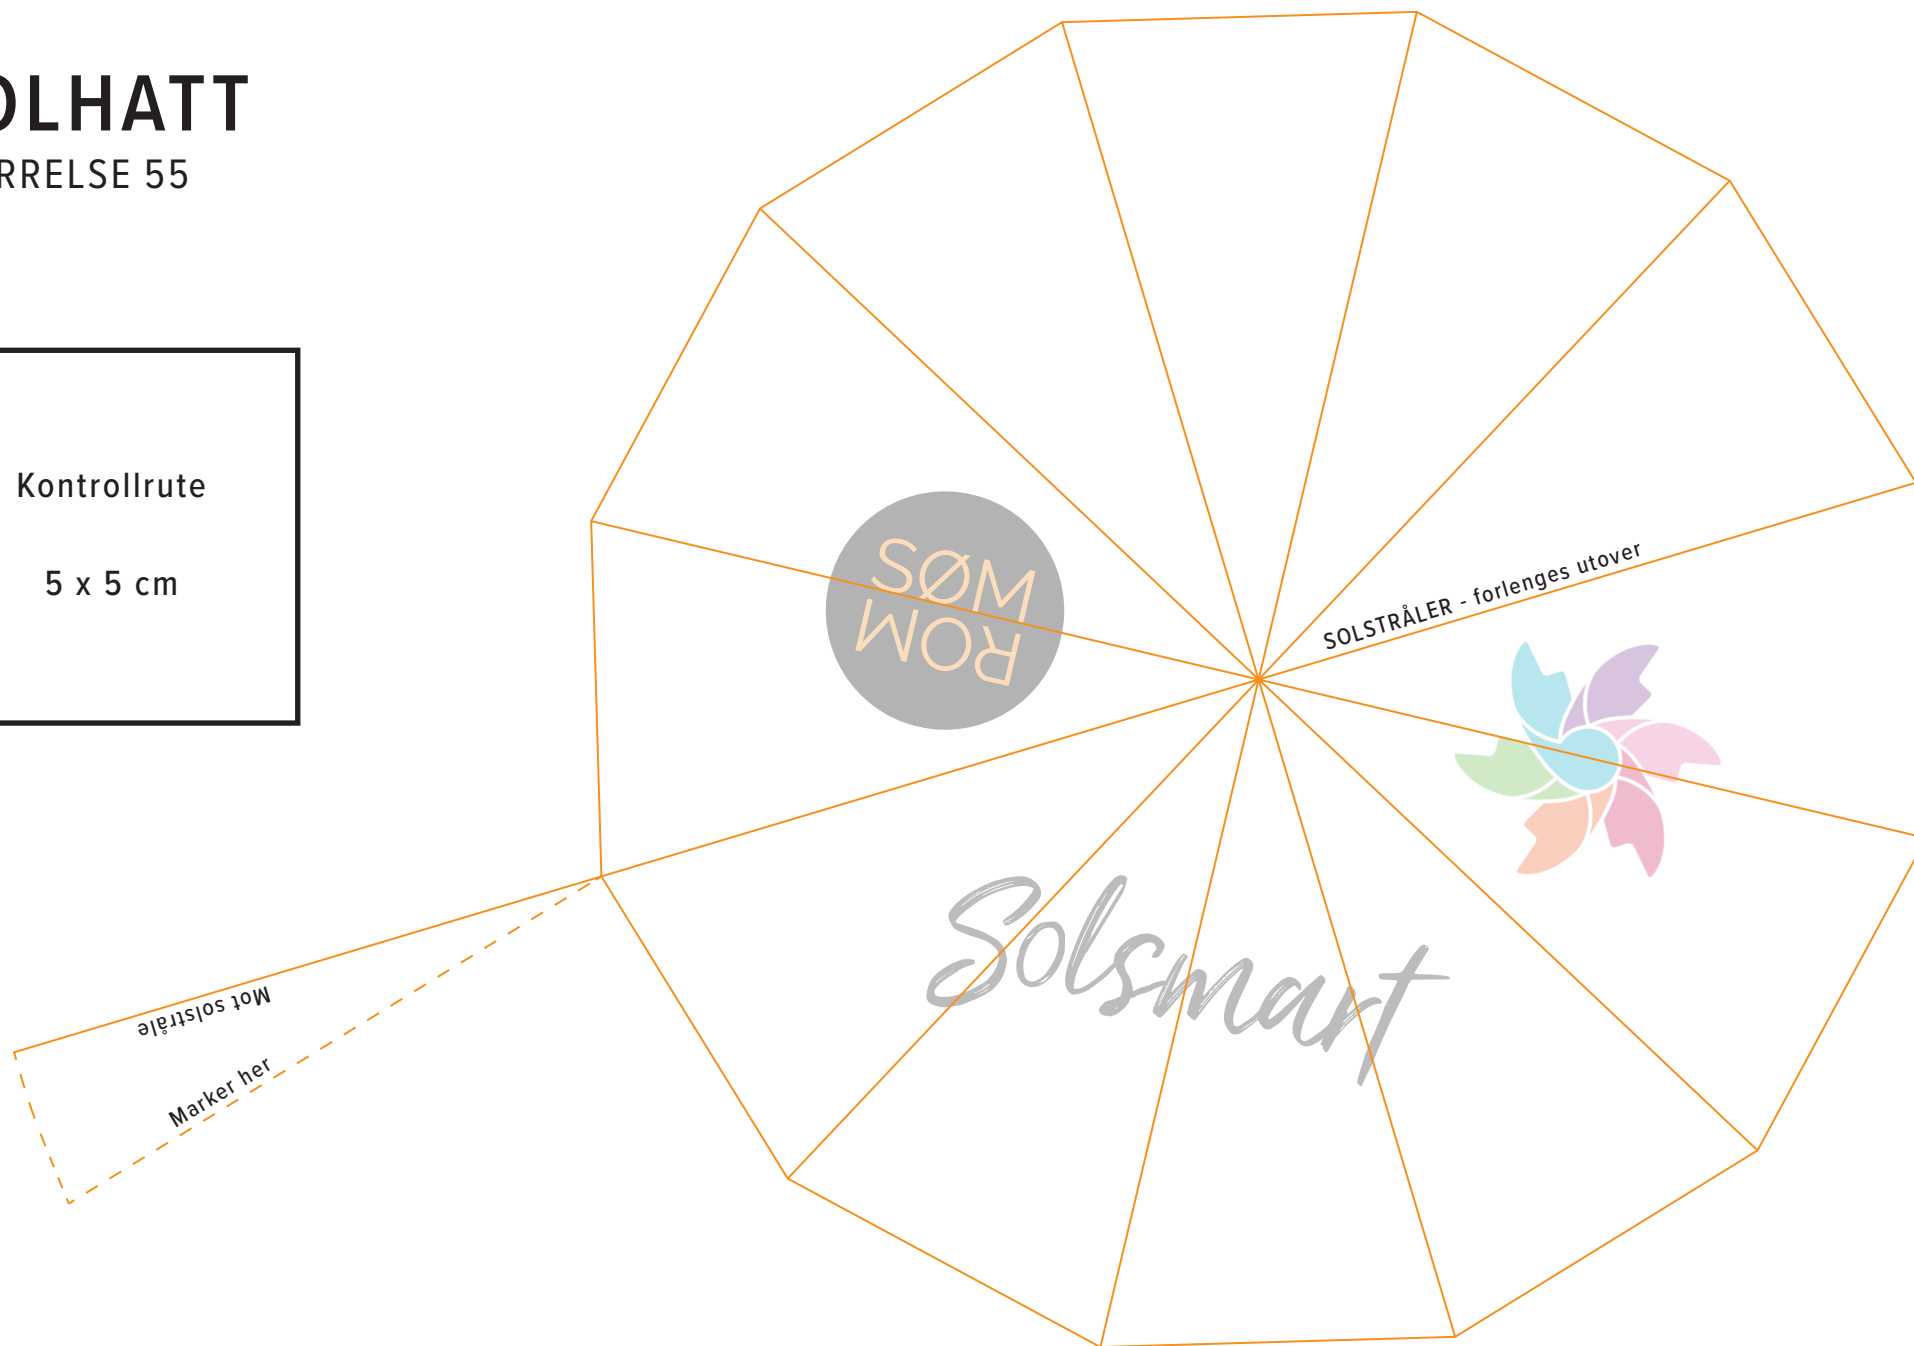 OLHATT
RRELSE 55
Kontrollrute
5 x 5 cm
SØM
ROM
SOLSTRÅLER - forlenges utover
Solsmart
Mot solstråle
Marker her